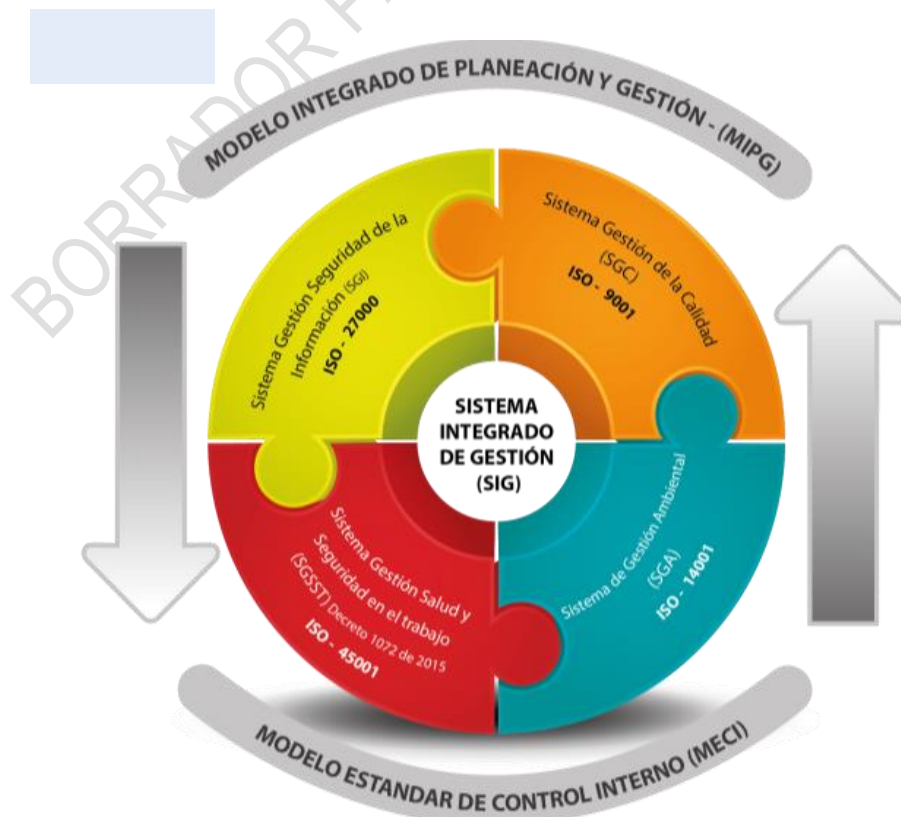 BORRADOR
MODELO INTEGRADO DE PLANEACIÓN Y GESTIÓN - (MIPG)
Sistema Gestión Seguridad de la
Información (SGI)
ISO - 27000
Sistema Gestión de la Calidad
(SGC)
ISO - 9001
SISTEMA
INTEGRADO
DE GESTIÓN
(SIG)
Sistema Gestión Salud y
Seguridad en el trabajo
(SGSST) Decreto 1072 de 2015
ISO - 45001
Sistema de Gestión Ambiental
(SGA)
ISO - 14001
MODELO ESTANDAR DE CONTROL INTERNO (MECI)